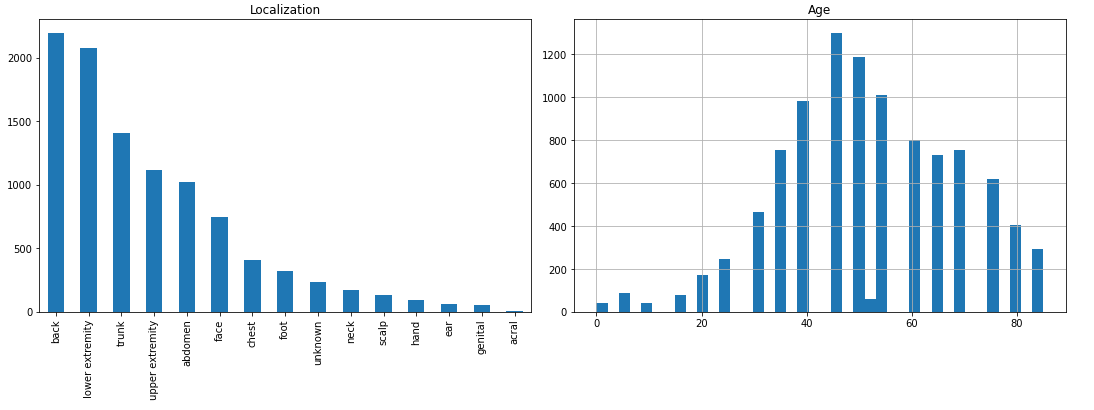 Localization
2000
1500
1000
500
0
back
lower extremity
trunk
upper extremity
abdomen
face
chest
foot
unknown
neck
scalp
hand
ear
genital
acral
Age
1200
1000
800
600
400
200
0
0
20
40
60
80